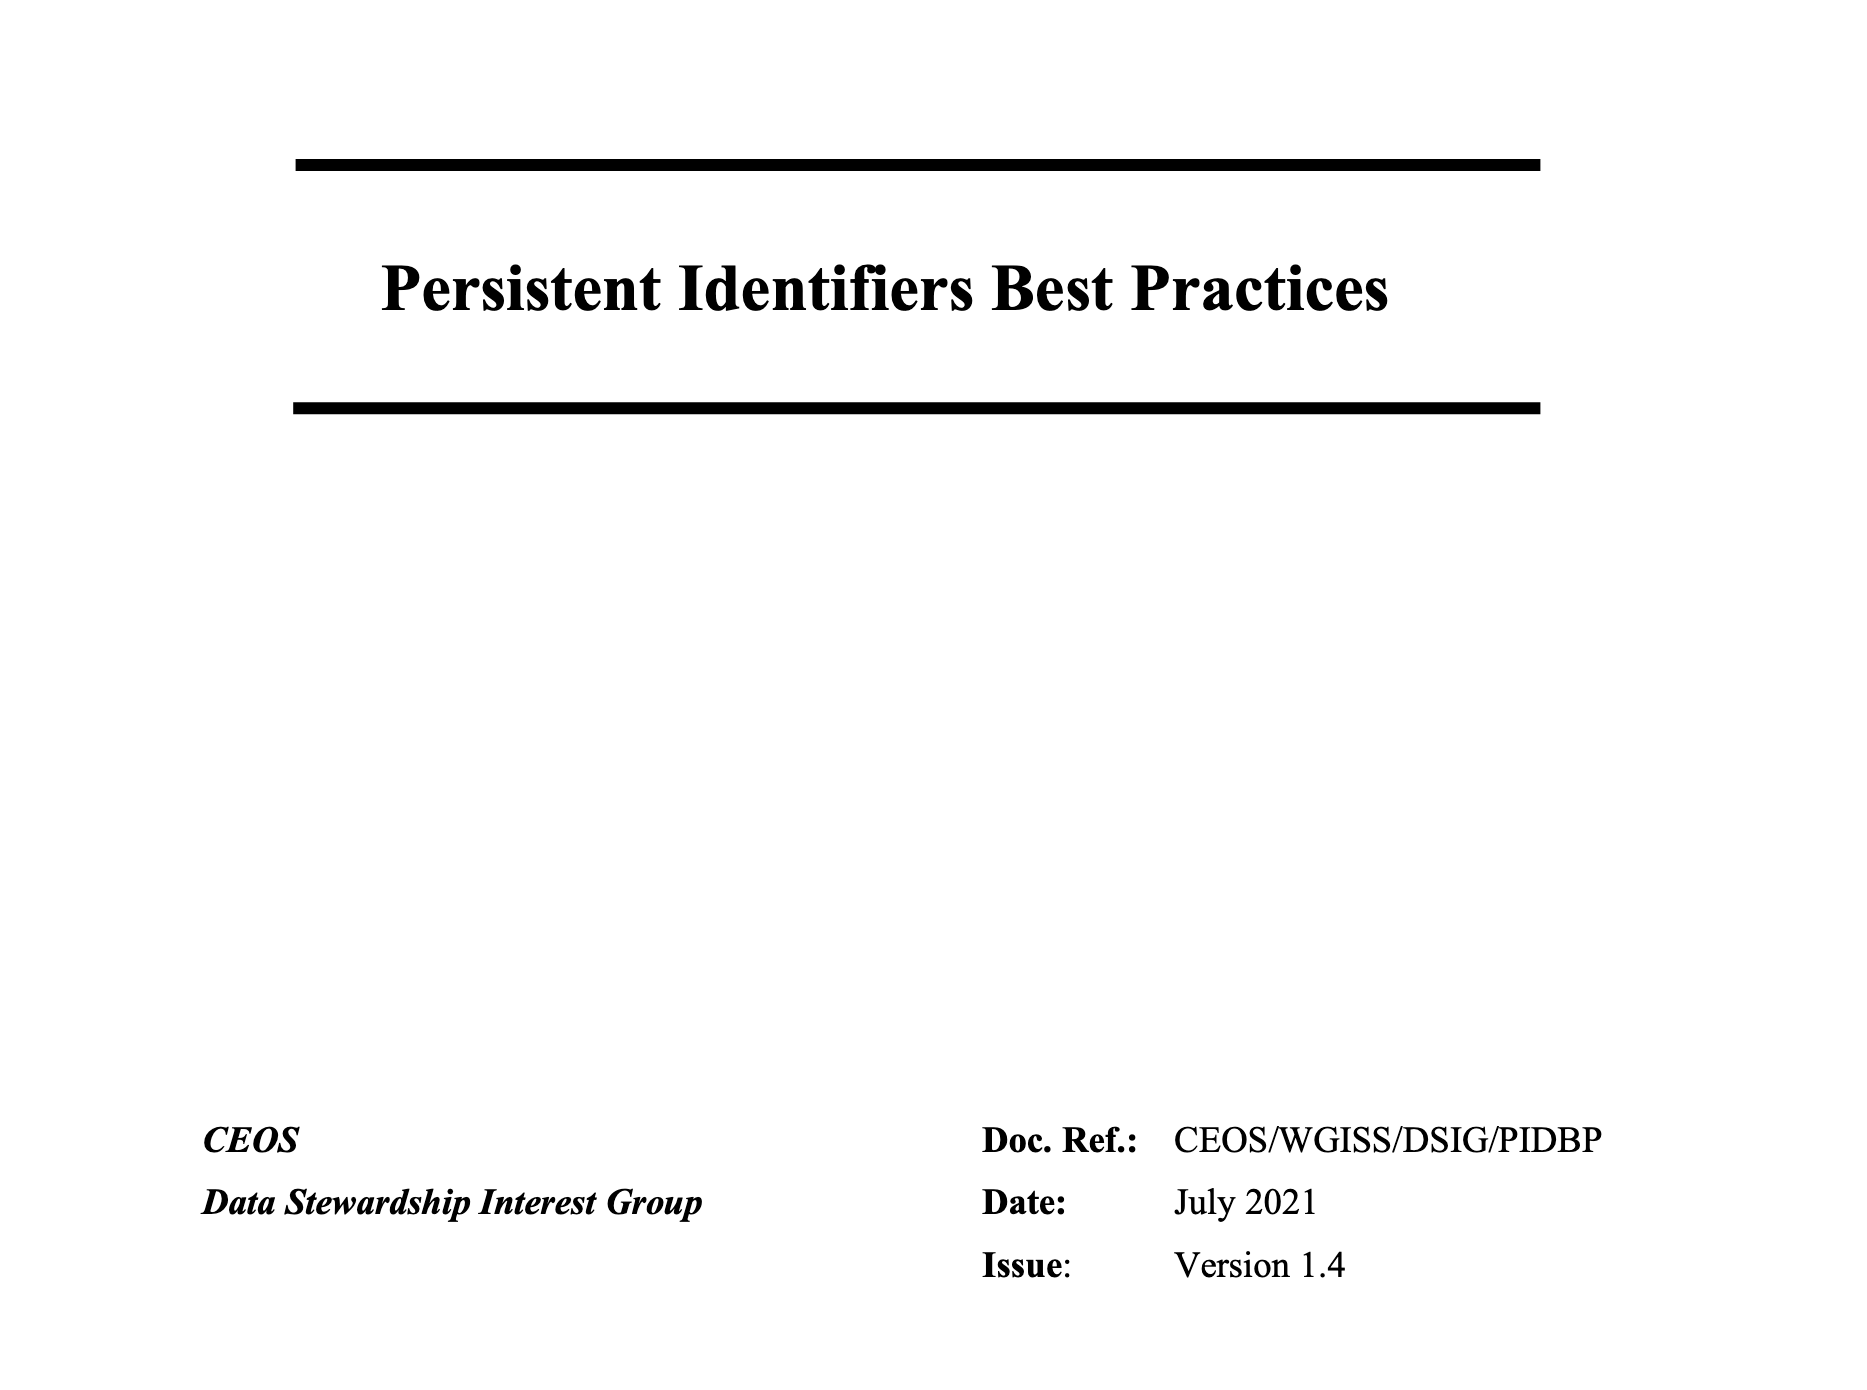 Persistent Identifiers Best Practices
CEOS
Data Stewardship Interest Group
Doc. Ref.: CEOS/WGISS/DSIG/PIDBP
Date: July 2021
Issue: Version 1.4